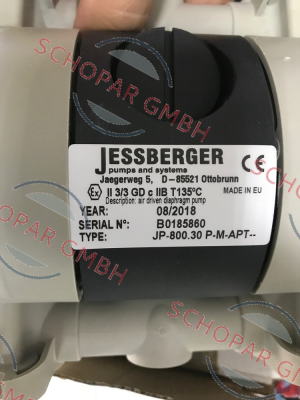 SCHOPAR GMBH
SCHOPAR GMBH
JESSBERGER
pumps and systems
Jaegerweg 5, D-85521 Ottobrunn
CE
Ex II 3/3 GD c IIB T135°C
MADE IN EU
Description: air driven diaphragm pump
YEAR: 08/2018
SERIAL N°: B0185860
TYPE: JP-800.30 P-M-APT--
SCHOPAR GMBH
SCHOPAR GMBH